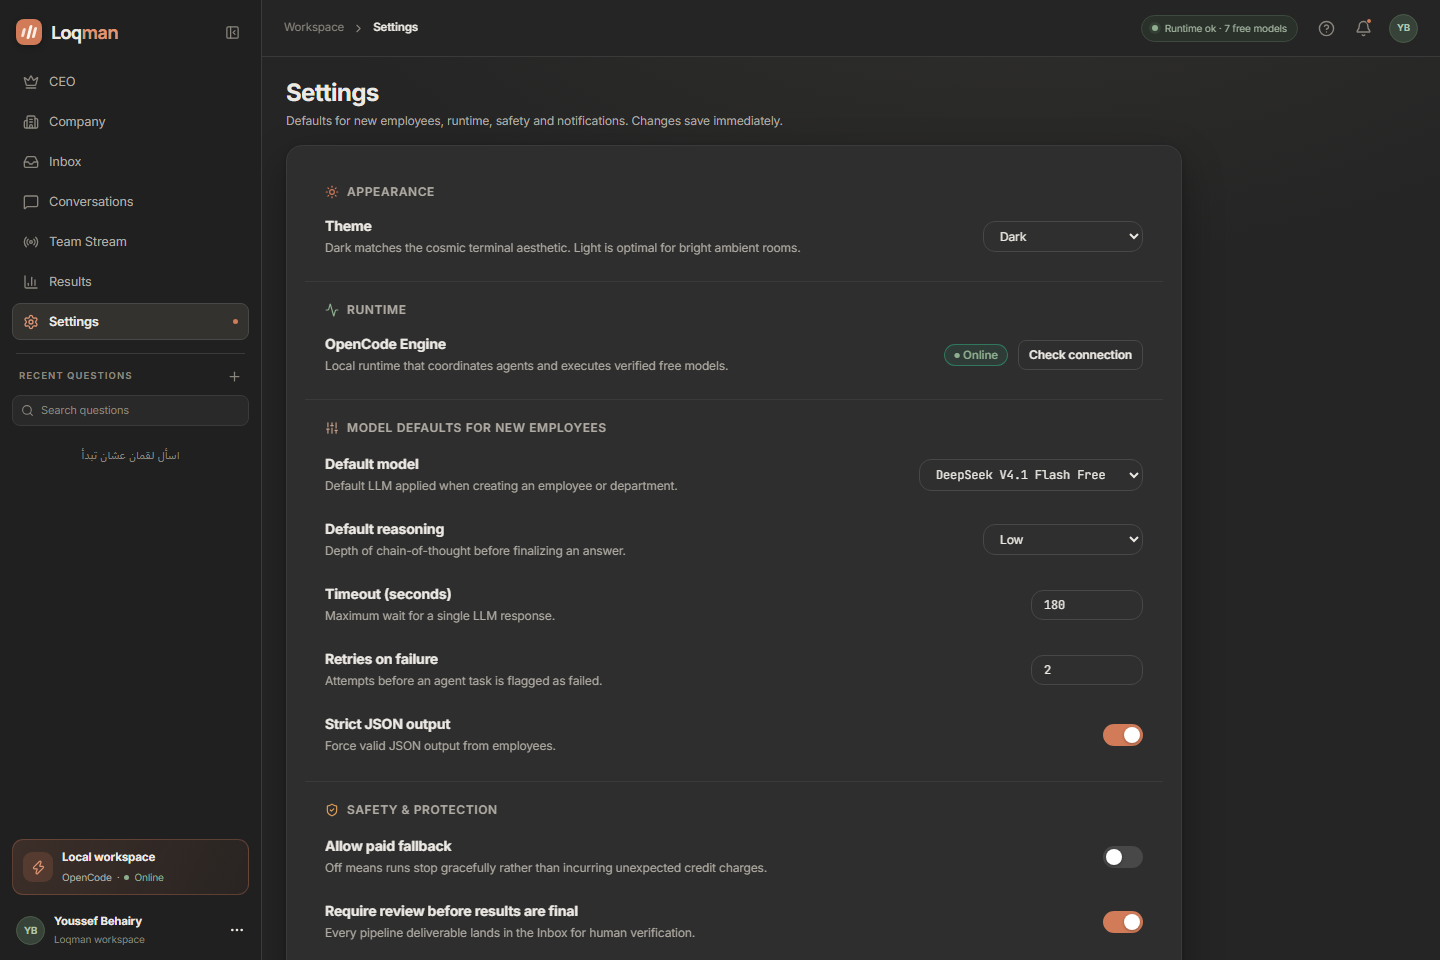 Loqman
CEO
Company
Inbox
Conversations
Team Stream
Results
Settings
RECENT QUESTIONS
Search questions
اسأل لقمان عشان تبدأ
Local workspace
OpenCode · Online
YB
Youssef Behairy
Loqman workspace
Workspace
Settings
Runtime ok · 7 free models
YB
Settings
Defaults for new employees, runtime, safety and notifications. Changes save immediately.
APPEARANCE
Theme
Dark matches the cosmic terminal aesthetic. Light is optimal for bright ambient rooms.
Dark
RUNTIME
OpenCode Engine
Local runtime that coordinates agents and executes verified free models.
Online
Check connection
MODEL DEFAULTS FOR NEW EMPLOYEES
Default model
Default LLM applied when creating an employee or department.
DeepSeek V4.1 Flash Free
Default reasoning
Depth of chain-of-thought before finalizing an answer.
Low
Timeout (seconds)
Maximum wait for a single LLM response.
180
Retries on failure
Attempts before an agent task is flagged as failed.
2
Strict JSON output
Force valid JSON output from employees.
SAFETY & PROTECTION
Allow paid fallback
Off means runs stop gracefully rather than incurring unexpected credit charges.
Require review before results are final
Every pipeline deliverable lands in the Inbox for human verification.